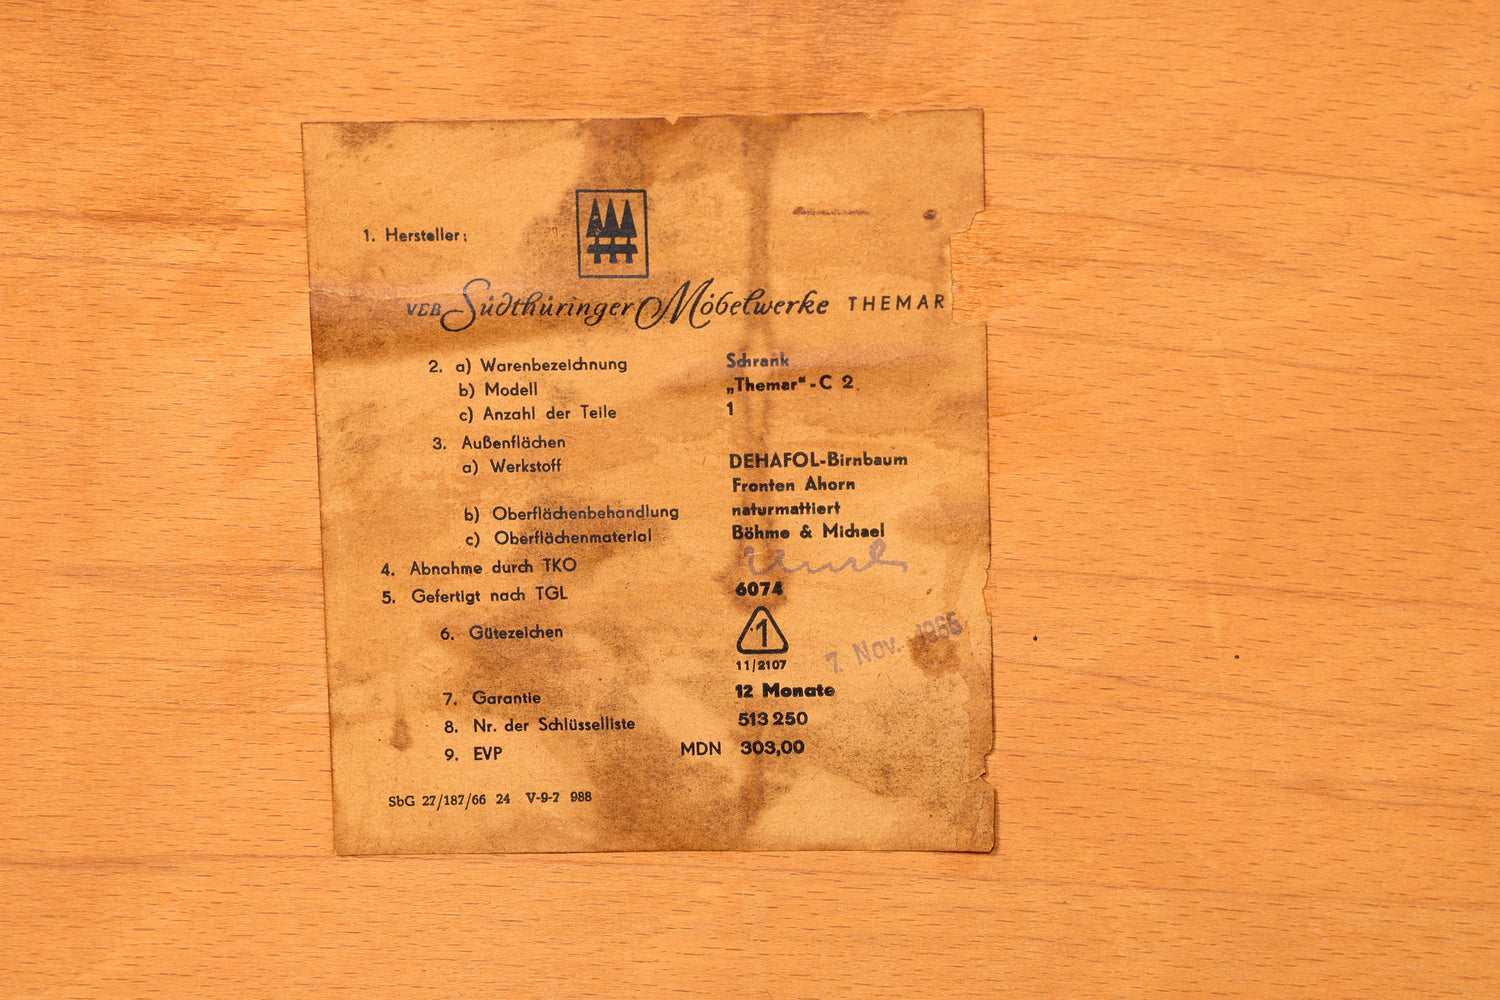 1. Hersteller:
VEB Südthüringer Möbelwerke THEMAR
2. a) Warenbezeichnung Schrank
b) Modell „Themar“-C 2
c) Anzahl der Teile 1
3. Außenflächen
a) Werkstoff DEHAFOL-Birnbaum
Fronten Ahorn
b) Oberflächenbehandlung naturmattiert
c) Oberflächenmaterial Böhme & Michael
4. Abnahme durch TKO
5. Gefertigt nach TGL 6074
6. Gütezeichen 1
7. Nov. 1966
11/2107
7. Garantie 12 Monate
8. Nr. der Schlüsselliste 513 250
9. EVP MDN 303,00
SbG 27/187/66 24 V-9-7 988